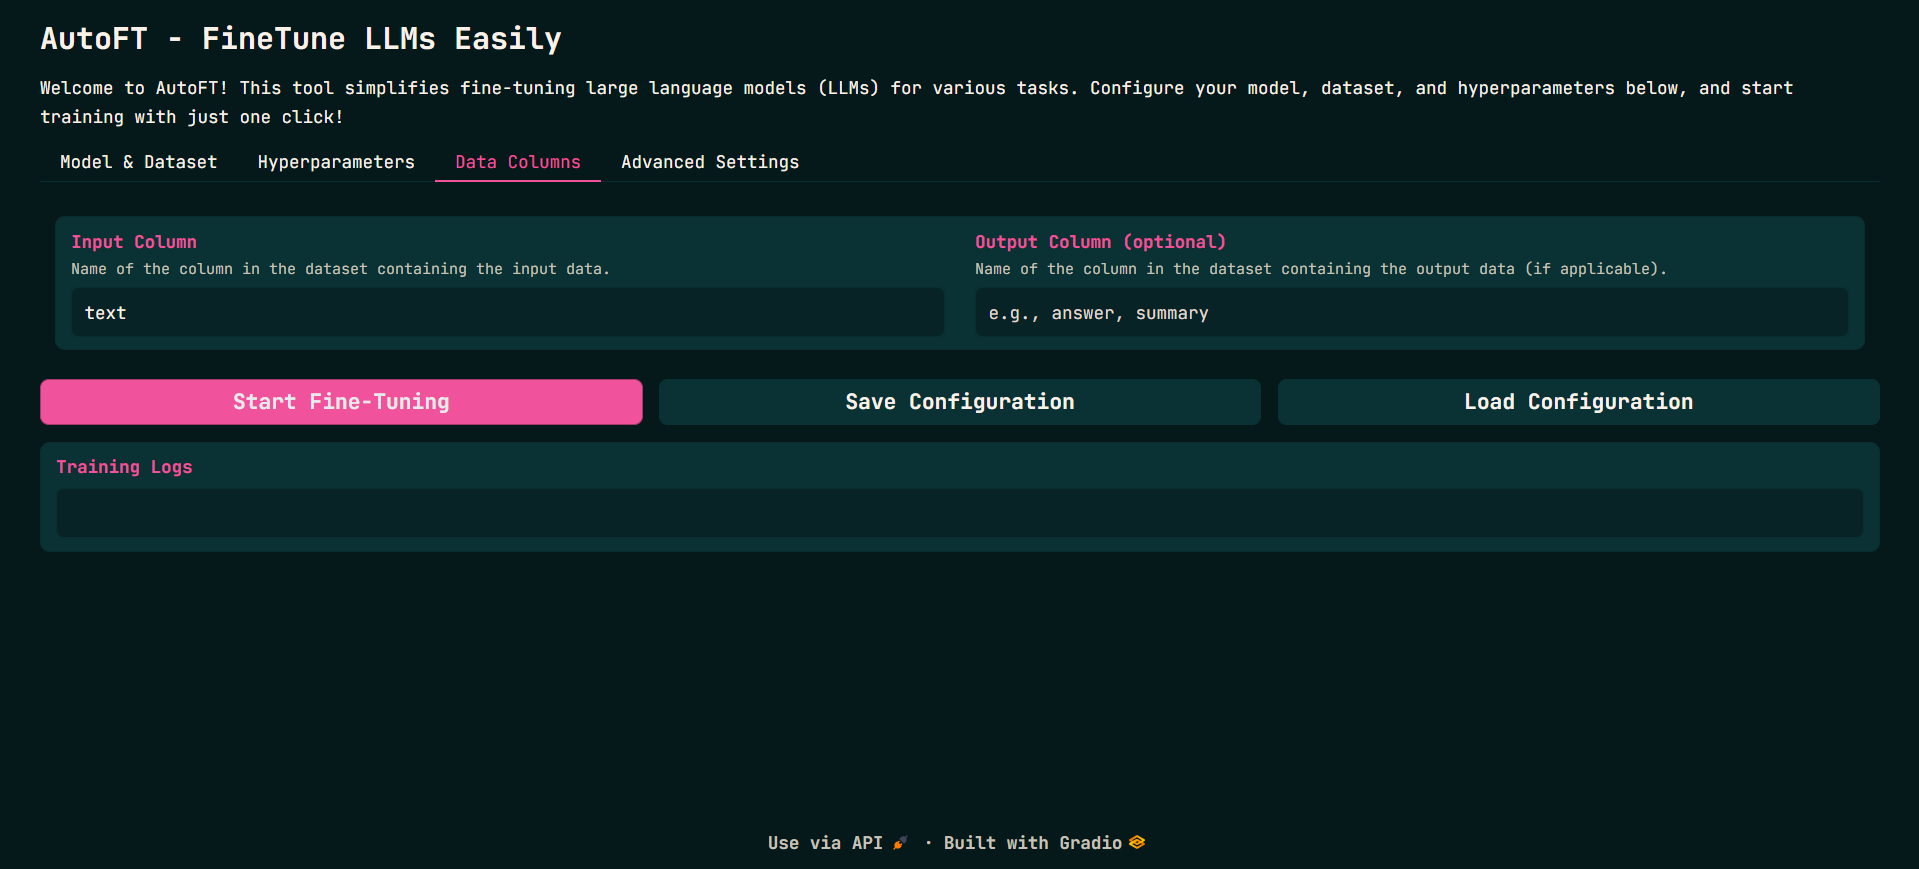 AutoFT - FineTune LLMs Easily
Welcome to AutoFT! This tool simplifies fine-tuning large language models (LLMs) for various tasks. Configure your model, dataset, and hyperparameters below, and start
training with just one click!
Model & Dataset Hyperparameters Data Columns Advanced Settings
Input Column
Name of the column in the dataset containing the input data.
text
Output Column (optional)
Name of the column in the dataset containing the output data (if applicable).
e.g., answer, summary
Start Fine-Tuning Save Configuration Load Configuration
Training Logs
Use via API · Built with Gradio